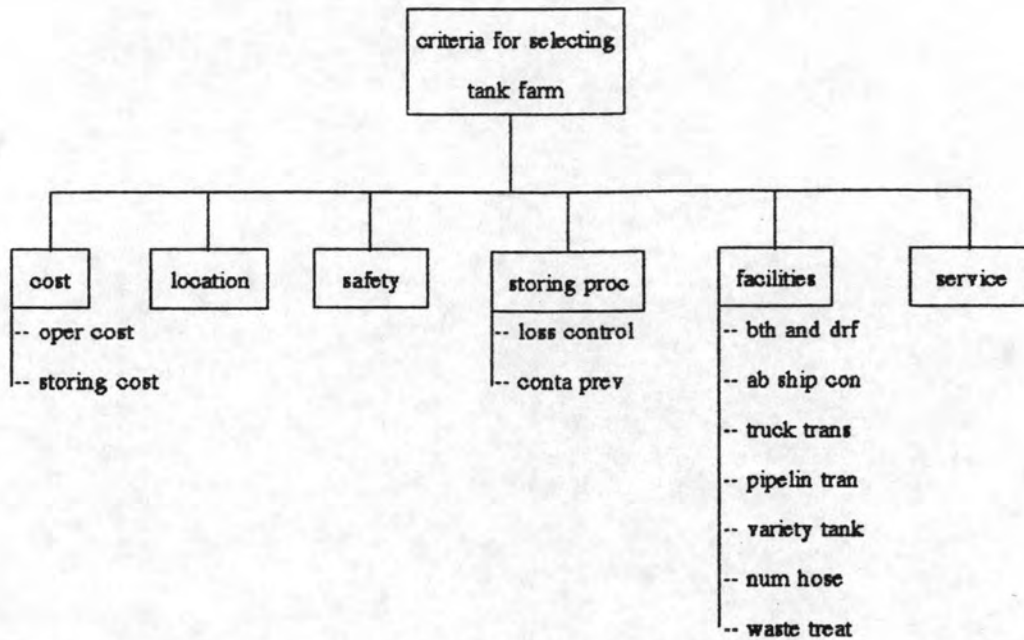 criteria for selecting
tank farm
cost
location
safety
storing proc
facilities
service
-- oper cost
-- storing cost
-- loss control
-- conta prev
-- bth and drf
-- ab ship con
-- truck trans
-- pipelin tran
-- variety tank
-- num hose
-- waste treat